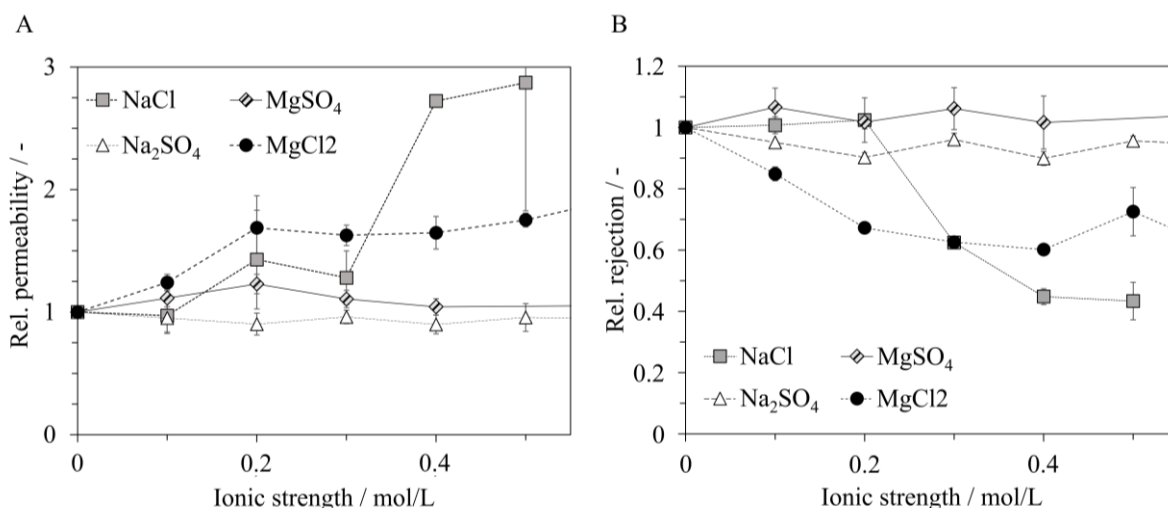 A
3
NaCl
MgSO₄
Na₂SO₄
MgCl2
2
1
0
0
0.2
0.4
Rel. permeability / -
Ionic strength / mol/L
B
1.2
1
0.8
0.6
0.4
0.2
0
NaCl
MgSO₄
Na₂SO₄
MgCl2
0
0.2
0.4
Rel. rejection / -
Ionic strength / mol/L